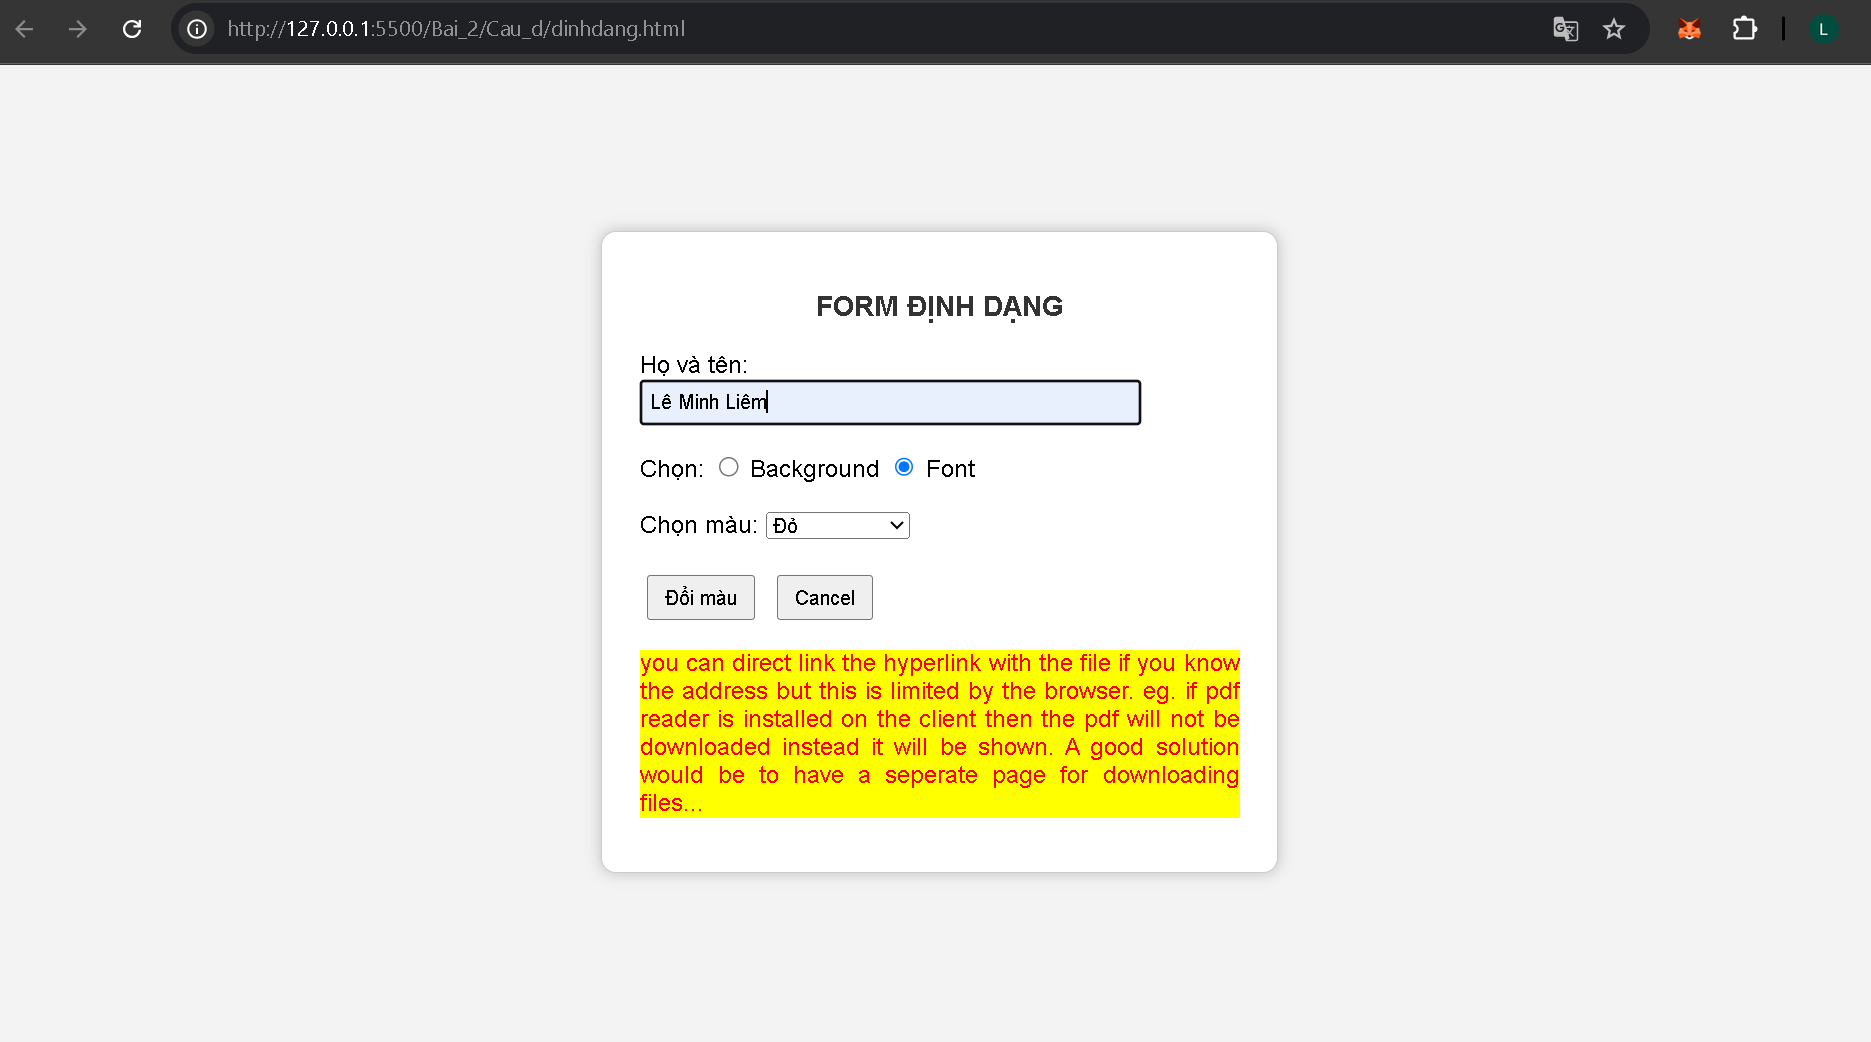 http://127.0.0.1:5500/Bai_2/Cau_d/dinhdang.html
L
FORM ĐỊNH DẠNG
Họ và tên:
Lê Minh Liêm
Chọn: Background Font
Chọn màu: Đỏ
Đổi màu Cancel
you can direct link the hyperlink with the file if you know
the address but this is limited by the browser. eg. if pdf
reader is installed on the client then the pdf will not be
downloaded instead it will be shown. A good solution
would be to have a seperate page for downloading
files...